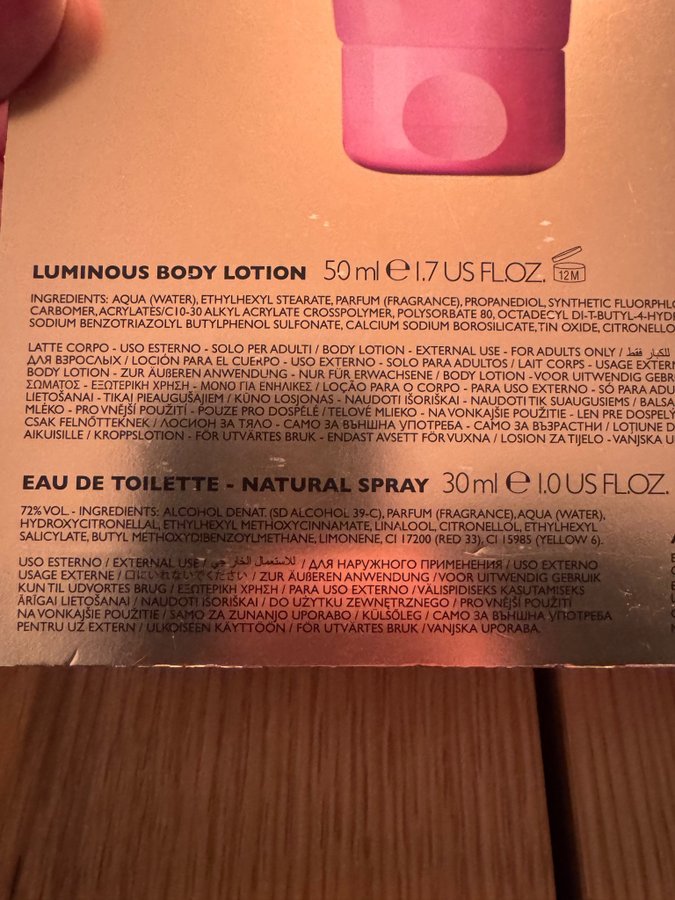 LUMINOUS BODY LOTION 50 ml ℮ 1.7 US FL.OZ. 12M
INGREDIENTS: AQUA (WATER), ETHYLHEXYL STEARATE, PARFUM (FRAGRANCE), PROPANEDIOL, SYNTHETIC FLUORPHLO
CARBOMER, ACRYLATES/C10-30 ALKYL ACRYLATE CROSSPOLYMER, POLYSORBATE 80, OCTADECYL DI-T-BUTYL-4-HYD
SODIUM BENZOTRIAZOLYL BUTYLPHENOL SULFONATE, CALCIUM SODIUM BOROSILICATE, TIN OXIDE, CITRONELLO
LATTE CORPO - USO ESTERNO - SOLO PER ADULTI / BODY LOTION - EXTERNAL USE - FOR ADULTS ONLY / للكبار فقط /
ДЛЯ ВЗРОСЛЫХ / LOCIÓN PARA EL CUERPO - USO EXTERNO - SOLO PARA ADULTOS / LAIT CORPS - USAGE EXTERN
BODY LOTION - ZUR ÄUßEREN ANWENDUNG - NUR FÜR ERWACHSENE / BODY LOTION - VOOR UITWENDIG GEBR
ΣΩΜΑΤΟΣ - ΕΞΩΤΕΡΙΚΗ ΧΡΗΣΗ - ΜΟΝΟ ΓΙΑ ΕΝΗΛΙΚΕΣ / LOÇÃO PARA O CORPO - PARA USO EXTERNO - SÓ PARA ADUL
LIETOŠANAI - TIKAI PIEAUGUŠAJIEM / KŪNO LOSJONAS - NAUDOTI IŠORIŠKAI - NAUDOTI TIK SUAUGUSIEMS / BALSA
MLÉKO - PRO VNĚJŠÍ POUŽITÍ - POUZE PRO DOSPĚLÉ / TELOVÉ MLIEKO - NA VONKAJŠIE POUŽITIE - LEN PRE DOSPELÝ
CSAK FELNŐTTEKNEK / ЛОСИОН ЗА ТЯЛО - САМО ЗА ВЪНШНА УПОТРЕБА - САМО ЗА ВЪЗРАСТНИ / LOȚIUNE D
AIKUISILLE / KROPPSLOTION - FÖR UTVÄRTES BRUK - ENDAST AVSETT FÖR VUXNA / LOSION ZA TIJELO - VANJSKA U
EAU DE TOILETTE - NATURAL SPRAY 30 ml ℮ 1.0 US FL.OZ.
72% VOL. - INGREDIENTS: ALCOHOL DENAT. (SD ALCOHOL 39-C), PARFUM (FRAGRANCE), AQUA (WATER),
HYDROXYCITRONELLAL, ETHYLHEXYL METHOXYCINNAMATE, LINALOOL, CITRONELLOL, ETHYLHEXYL
SALICYLATE, BUTYL METHOXYDIBENZOYLMETHANE, LIMONENE, CI 17200 (RED 33), CI 15985 (YELLOW 6).
USO ESTERNO / EXTERNAL USE / للاستعمال الخارجي / ДЛЯ НАРУЖНОГО ПРИМЕНЕНИЯ / USO EXTERNO
USAGE EXTERNE / 口にいれないでください / ZUR ÄUßEREN ANWENDUNG / VOOR UITWENDIG GEBRUIK
KUN TIL UDVORTES BRUG / ΕΞΩΤΕΡΙΚΗ ΧΡΗΣΗ / PARA USO EXTERNO / VÄLISPIDISEKS KASUTAMISEKS
ĀRĪGAI LIETOŠANAI / NAUDOTI IŠORIŠKAI / DO UŻYTKU ZEWNĘTRZNEGO / PRO VNĚJŠÍ POUŽITÍ
NA VONKAJŠIE POUŽITIE / SAMO ZA ZUNANJO UPORABO / KÜLSŐLEG / САМО ЗА ВЪНШНА УПОТРЕБА
PENTRU UZ EXTERN / ULKOISEEN KÄYTTÖÖN / FÖR UTVÄRTES BRUK / VANJSKA UPORABA.